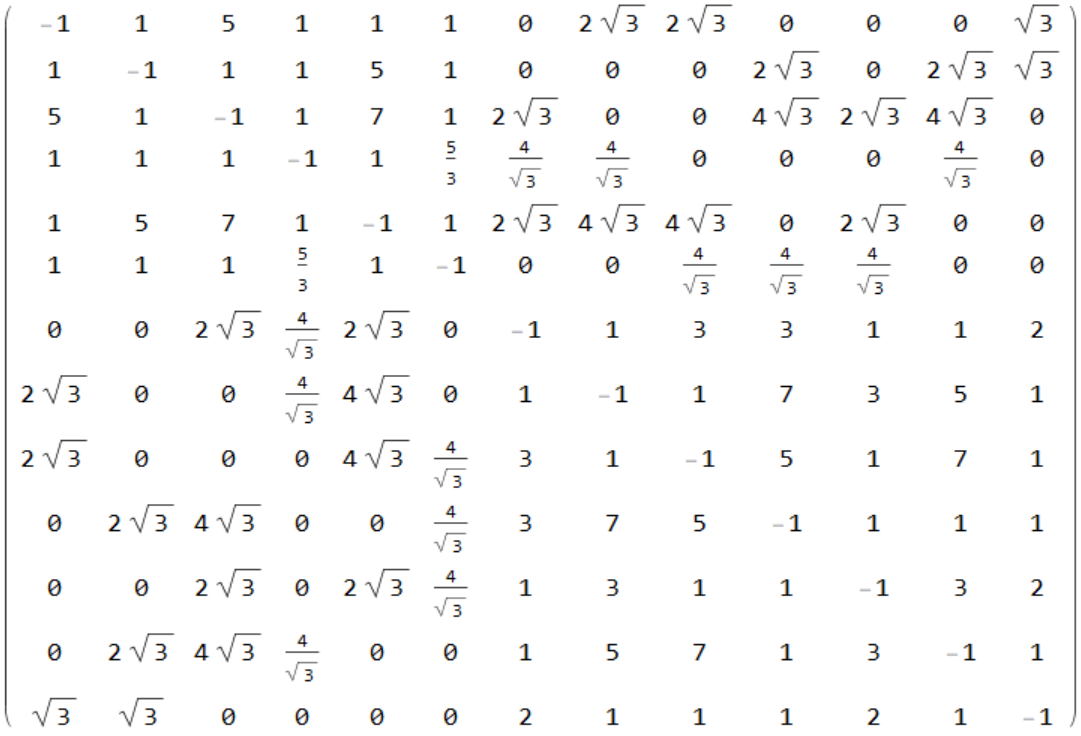 -1 1 5 1 1 1 0 2√3 2√3 0 0 0 √3
1 -1 1 1 5 1 0 0 0 2√3 0 2√3 √3
5 1 -1 1 7 1 2√3 0 0 4√3 2√3 4√3 0
1 1 1 -1 1 5/3 4/√3 4/√3 0 0 0 4/√3 0
1 5 7 1 -1 1 2√3 4√3 4√3 0 2√3 0 0
1 1 1 5/3 1 -1 0 0 4/√3 4/√3 4/√3 0 0
0 0 2√3 4/√3 2√3 0 -1 1 3 3 1 1 2
2√3 0 0 4/√3 4√3 0 1 -1 1 7 3 5 1
2√3 0 0 0 4√3 4/√3 3 1 -1 5 1 7 1
0 2√3 4√3 0 0 4/√3 3 7 5 -1 1 1 1
0 0 2√3 0 2√3 4/√3 1 3 1 1 -1 3 2
0 2√3 4√3 4/√3 0 0 1 5 7 1 3 -1 1
√3 √3 0 0 0 0 2 1 1 1 2 1 -1